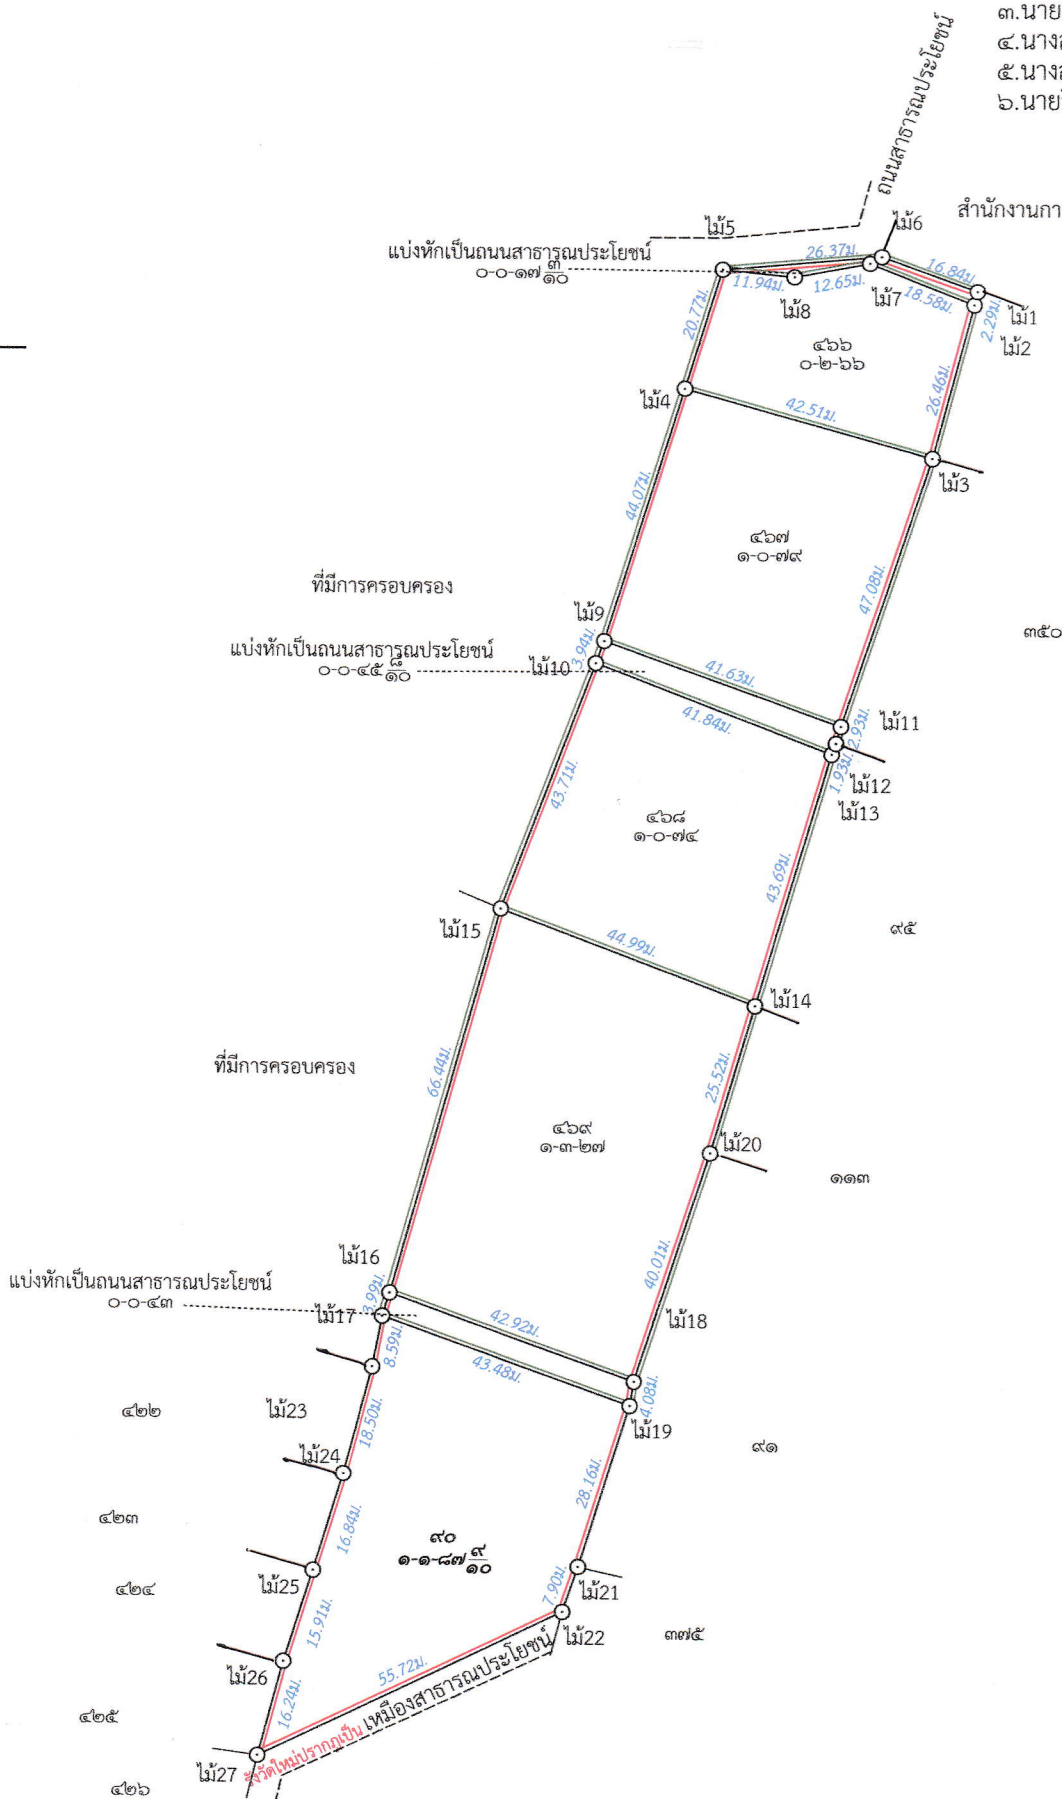 ๓.นาย
๔.นาง
๕.นาง
๖.นาย
ถนนสาธารณประโยชน์
สำนักงานกา
ไม้5
ไม้6
แบ่งหักเป็นถนนสาธารณประโยชน์
๐-๐-๑๗ ๓/๑๐
26.37ม.
16.84ม.
11.94ม.
12.65ม.
18.58ม.
ไม้7
ไม้8
ไม้1
2.29ม.
ไม้2
20.77ม.
๔๖๖
๐-๒-๖๖
26.46ม.
ไม้4
42.51ม.
ไม้3
44.07ม.
๔๖๗
๑-๐-๗๙
47.08ม.
ที่มีการครอบครอง
ไม้9
๓๕๐
แบ่งหักเป็นถนนสาธารณประโยชน์
๐-๐-๔๕ ๘/๑๐
3.94ม.
ไม้10
41.63ม.
41.84ม.
ไม้11
2.93ม.
1.93ม.
ไม้12
ไม้13
43.71ม.
๔๖๘
๑-๐-๗๔
43.69ม.
ไม้15
44.99ม.
๙๕
ไม้14
ที่มีการครอบครอง
66.44ม.
25.52ม.
๔๖๙
๑-๓-๒๗
ไม้20
๑๑๓
40.01ม.
ไม้16
แบ่งหักเป็นถนนสาธารณประโยชน์
๐-๐-๔๓
3.99ม.
ไม้17
42.92ม.
ไม้18
8.59ม.
43.48ม.
4.08ม.
๔๒๒
ไม้23
18.50ม.
ไม้19
๙๑
ไม้24
28.16ม.
๔๒๓
16.84ม.
๙๐
๑-๑-๘๗ ๙/๑๐
๔๒๔
ไม้25
7.90ม.
ไม้21
15.91ม.
ไม้22
๓๗๕
ไม้26
55.72ม.
16.24ม.
๔๒๕
รังวัดใหม่ปรากฏเป็น เหมืองสาธารณประโยชน์
ไม้27
๔๒๖